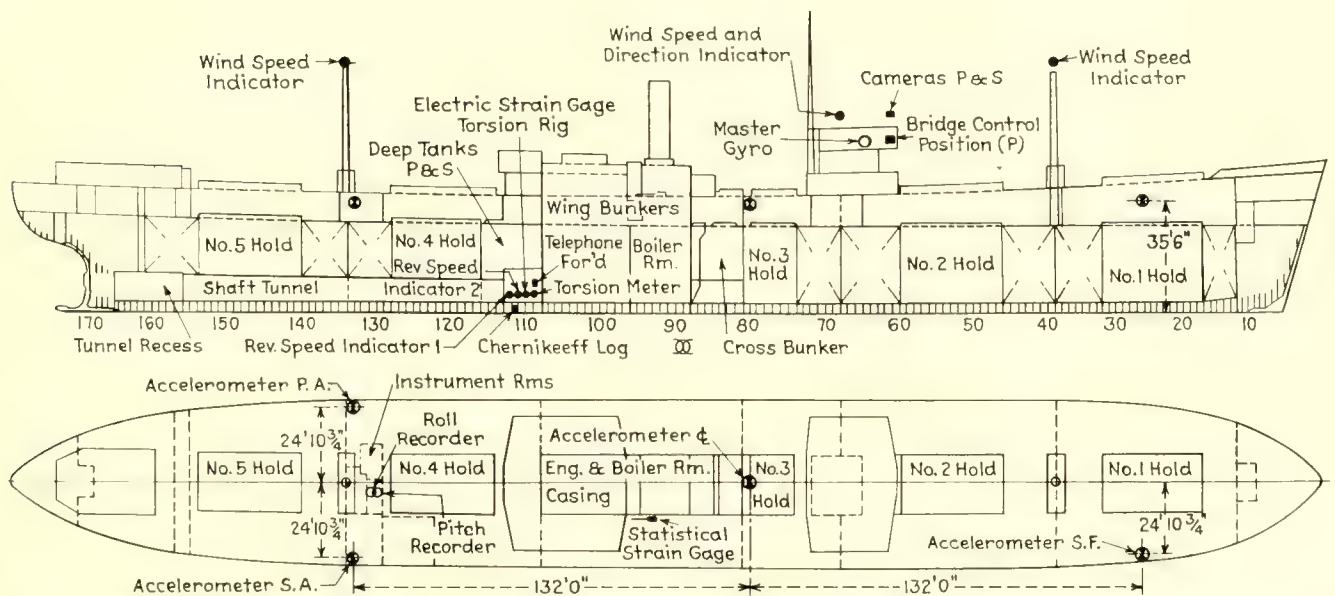 Wind Speed
Indicator
Wind Speed and
Direction Indicator
Cameras P&S
Wind Speed
Indicator
Electric Strain Gage
Torsion Rig
Master
Gyro
Bridge Control
Position (P)
Deep Tanks
P&S
Wing Bunkers
No.5 Hold
No.4 Hold
Rev Speed
Indicator 2
Telephone
For'd
Torsion Meter
Boiler
Rm.
No.3
Hold
No.2 Hold
No.1 Hold
35'6"
Shaft Tunnel
170 160 150 140 130 120 110 100 90 80 70 60 50 40 30 20 10
Tunnel Recess
Rev. Speed Indicator 1
Chernikeeff Log
Cross Bunker
Accelerometer P.A.
Instrument Rms
Roll
Recorder
24'10¾"
Accelerometer ℄
No.5 Hold
No.4 Hold
Eng. & Boiler Rm.
Casing
No.3
Hold
No.2 Hold
No.1 Hold
24'10¾"
Pitch
Recorder
Statistical
Strain Gage
24'10¾"
Accelerometer S.F.
Accelerometer S.A.
132'0"
132'0"